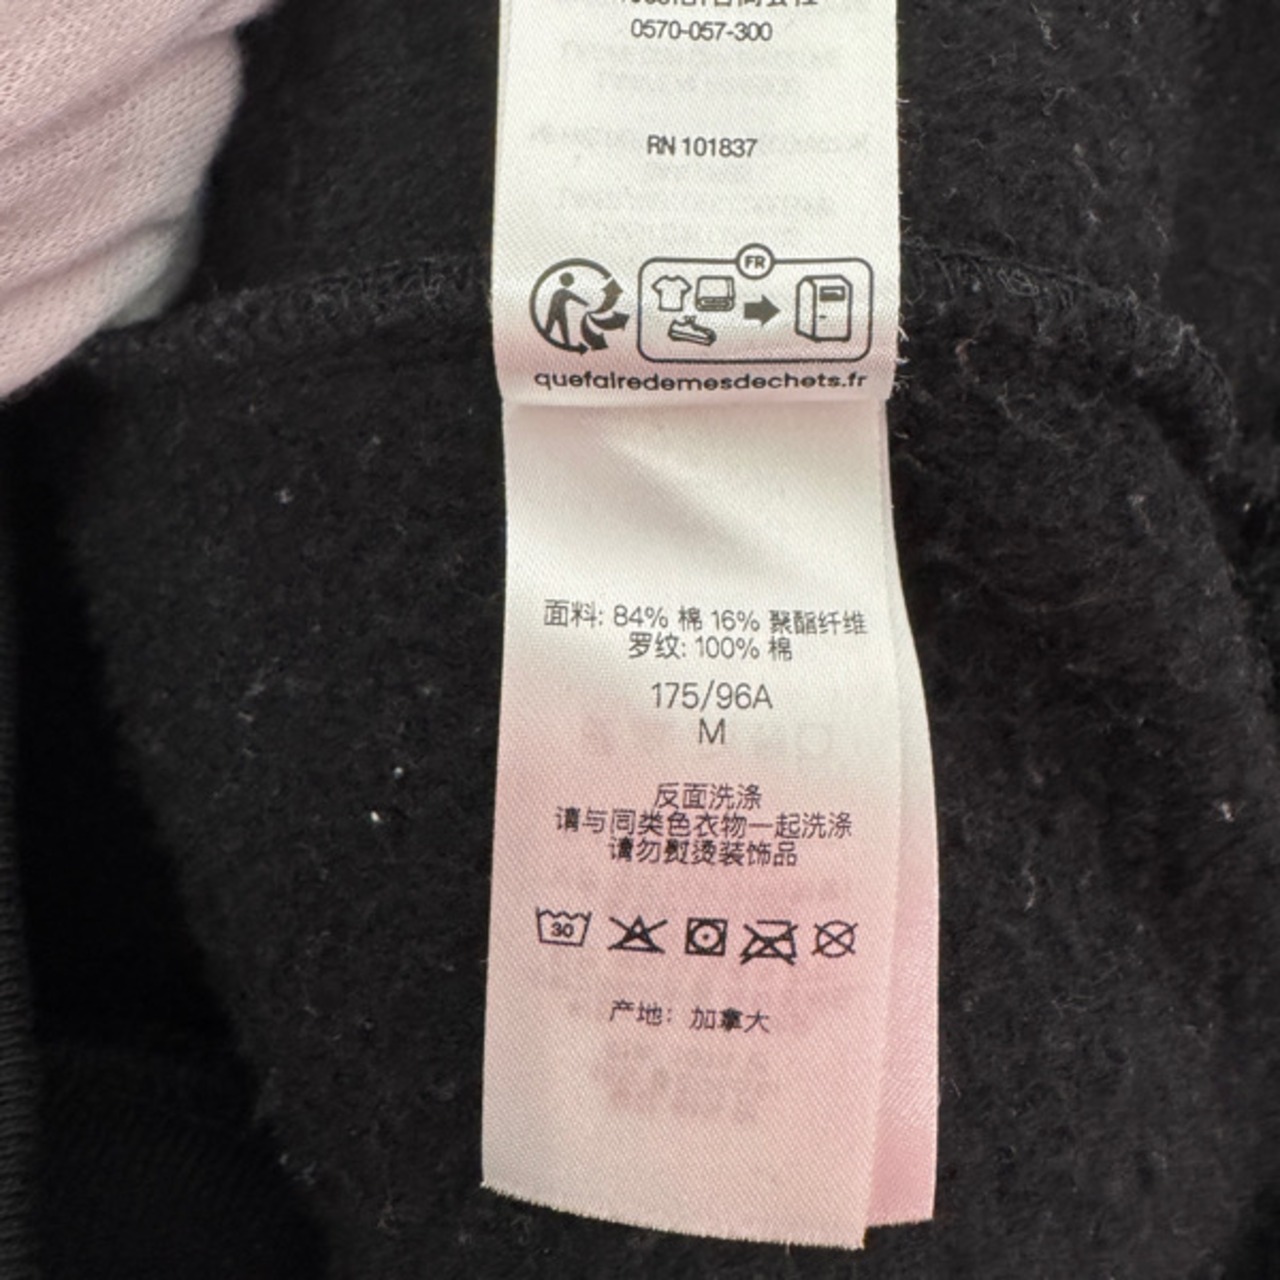 0570-057-300
RN 101837
FR
quefairedemesdechets.fr
面料: 84% 棉 16% 聚酯纤维
罗纹: 100% 棉
175/96A
M
反面洗涤
请与同类色衣物一起洗涤
请勿熨烫装饰品
30
产地: 加拿大